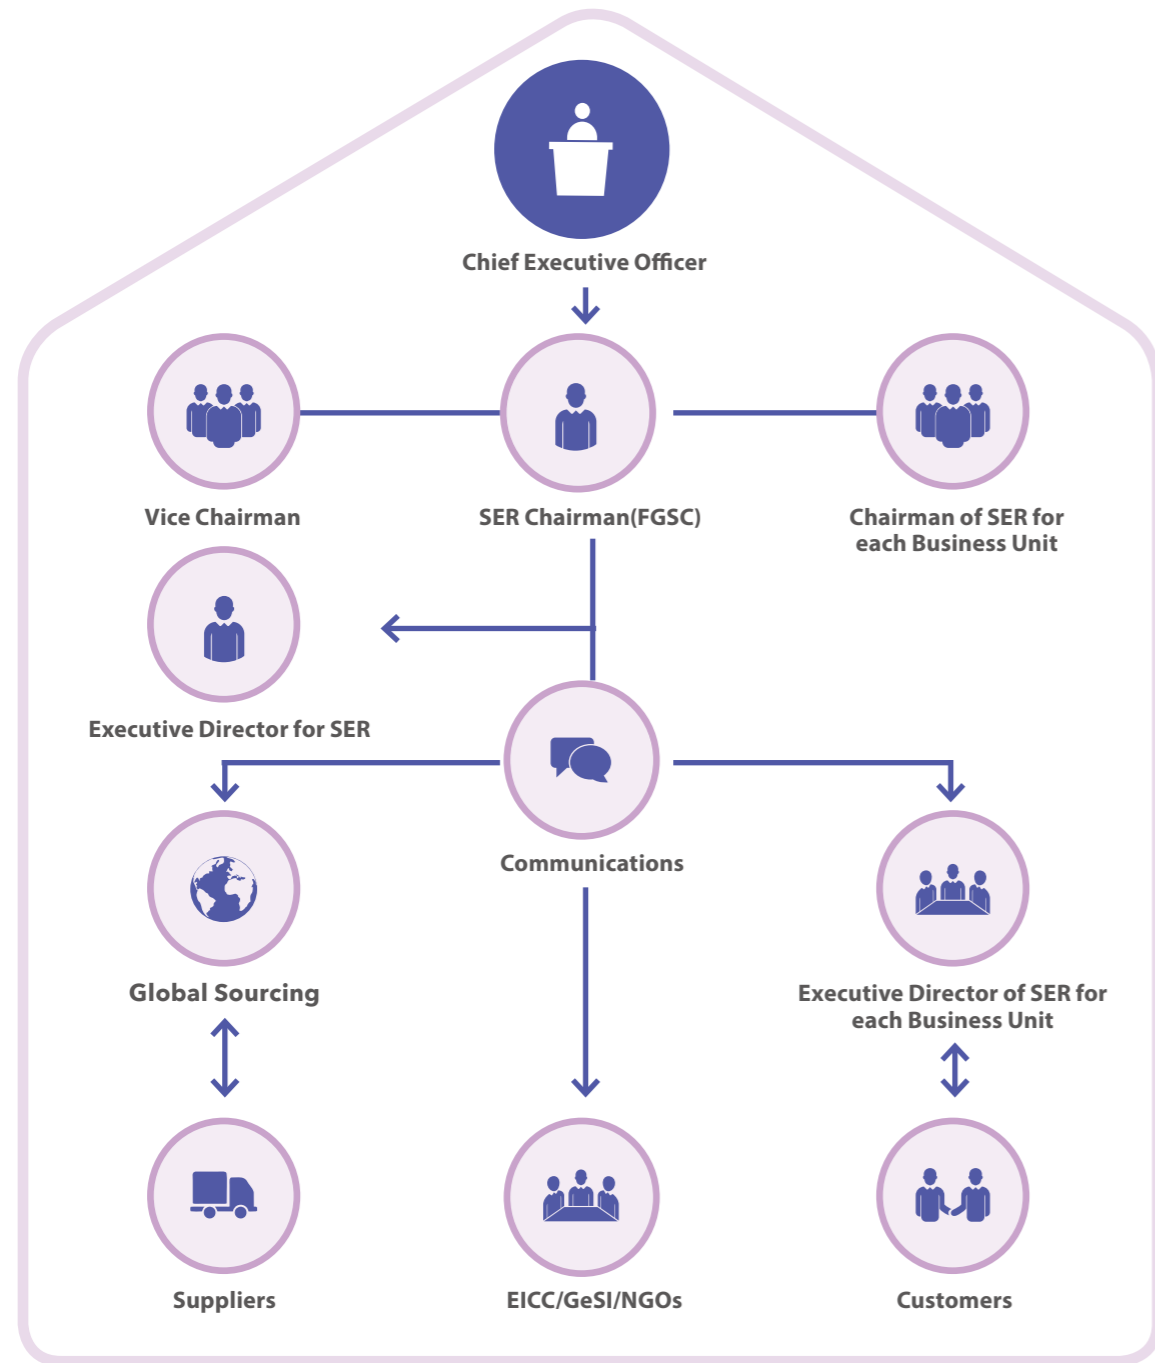 Chief Executive Officer
Vice Chairman
SER Chairman(FGSC)
Chairman of SER for
each Business Unit
Executive Director for SER
Communications
Global Sourcing
Executive Director of SER for
each Business Unit
Suppliers
EICC/GeSI/NGOs
Customers